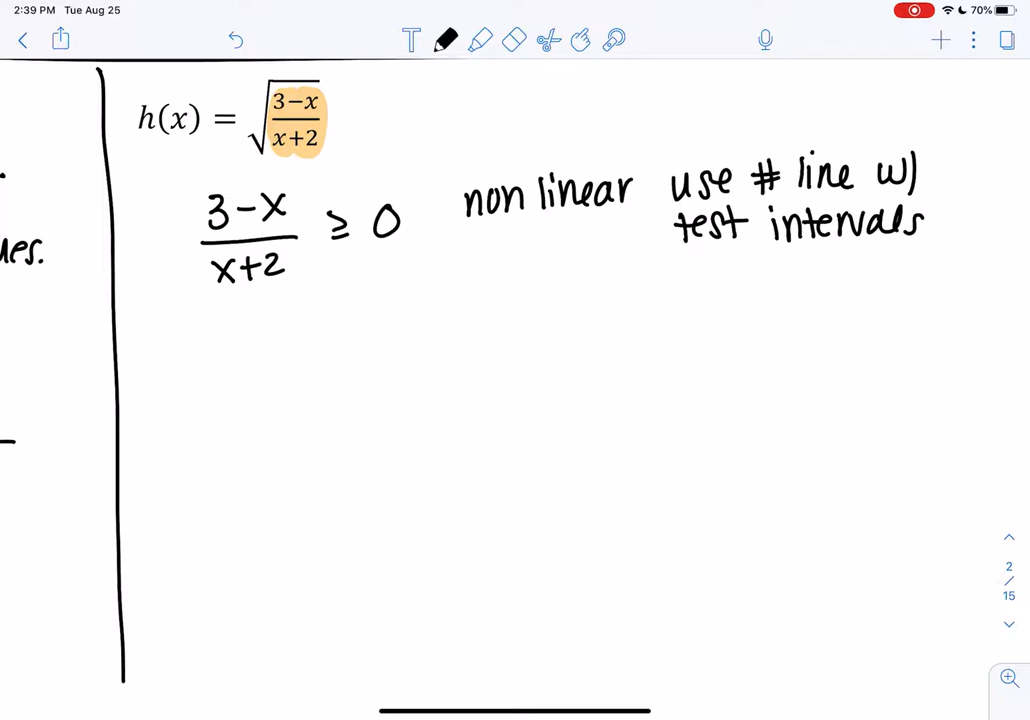 2:39 PM Tue Aug 25 70%
T
h(x) = √((3−x)/(x+2))
(3−x)/(x+2) ≥ 0 non linear use # line w/
test intervals
2
/
15